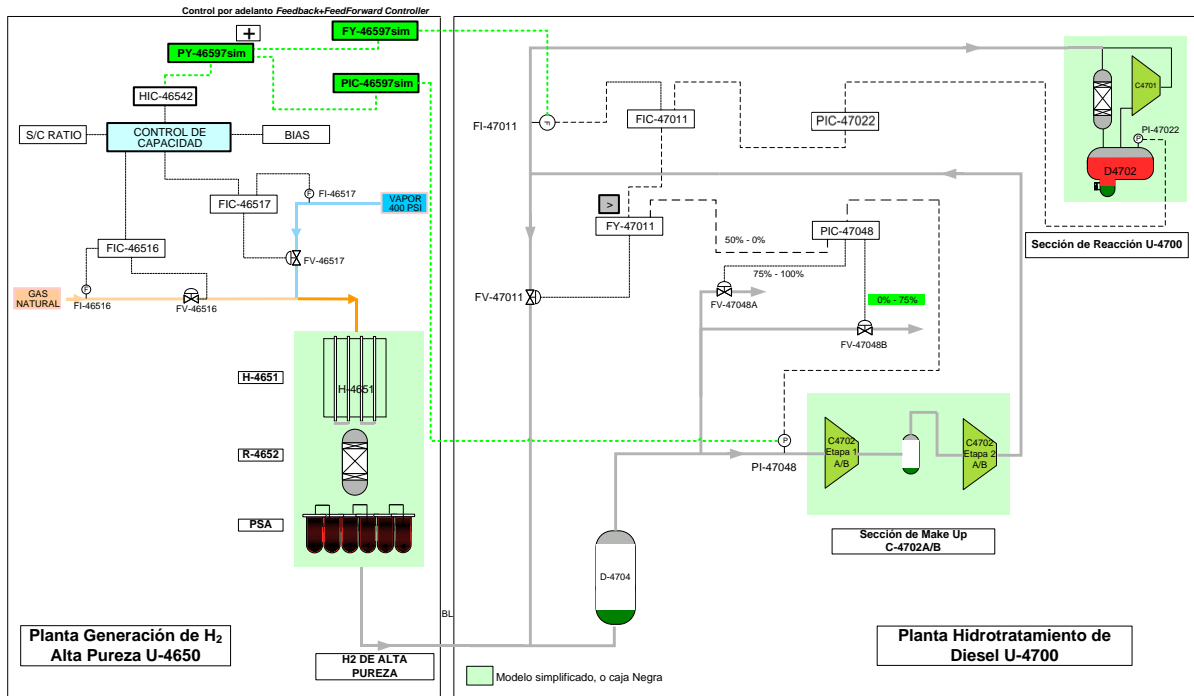 Control por adelanto Feedback+FeedForward Controller
+
FY-46597sim
PY-46597sim
PIC-46597sim
HIC-46542
S/C RATIO
CONTROL DE
CAPACIDAD
BIAS
FIC-46517
F
FI-46517
VAPOR
400 PSI
FIC-46516
FV-46517
GAS
NATURAL
F
FI-46516
FV-46516
H-4651
H-4651
R-4652
PSA
Planta Generación de H2
Alta Pureza U-4650
H2 DE ALTA
PUREZA
BL
FI-47011
F
FIC-47011
PIC-47022
C4701
P
PI-47022
D4702
Sección de Reacción U-4700
>
FY-47011
50% - 0%
PIC-47048
75% - 100%
FV-47011
FV-47048A
0% - 75%
FV-47048B
P
PI-47048
C4702
Etapa 1
A/B
C4702
Etapa 2
A/B
Sección de Make Up
C-4702A/B
D-4704
Planta Hidrotratamiento de
Diesel U-4700
Modelo simplificado, o caja Negra